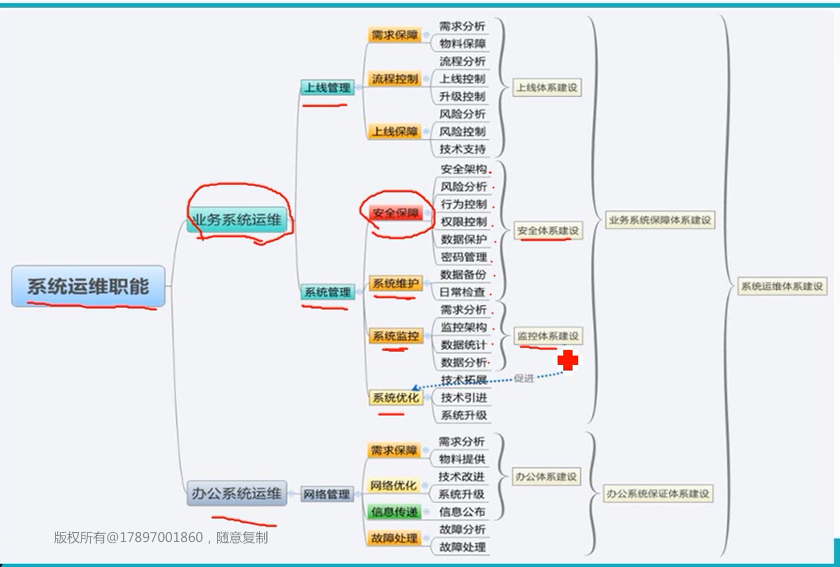 系统运维职能
业务系统运维
上线管理
需求保障
需求分析
物料保障
流程控制
流程分析
上线控制
升级控制
上线保障
风险分析
风险控制
技术支持
上线体系建设
系统管理
安全保障
安全架构
风险分析
行为控制
权限控制
数据保护
密码管理
系统维护
数据备份
日常检查
安全体系建设
系统监控
需求分析
监控架构
数据统计
数据分析
监控体系建设
促进
系统优化
技术拓展
技术引进
系统升级
业务系统保障体系建设
办公系统运维
网络管理
需求保障
需求分析
物料提供
网络优化
技术改进
系统升级
信息传递
信息公布
故障处理
故障分析
故障处理
办公体系建设
办公系统保证体系建设
系统运维体系建设
版权所有@17897001860，随意复制